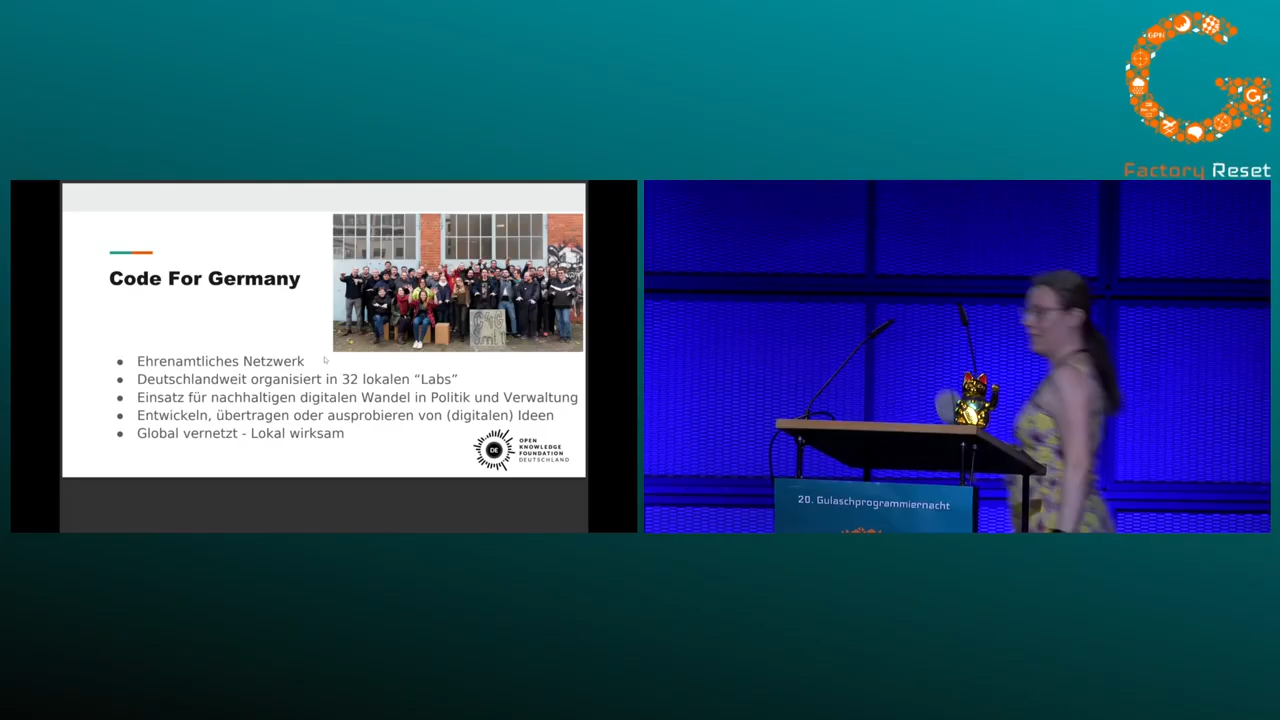 GPN
Factory Reset
Code For Germany
Ehrenamtliches Netzwerk
Deutschlandweit organisiert in 32 lokalen “Labs”
Einsatz für nachhaltigen digitalen Wandel in Politik und Verwaltung
Entwickeln, übertragen oder ausprobieren von (digitalen) Ideen
Global vernetzt - Lokal wirksam
DE
OPEN
KNOWLEDGE
FOUNDATION
DEUTSCHLAND
20. Gulaschprogrammiernacht